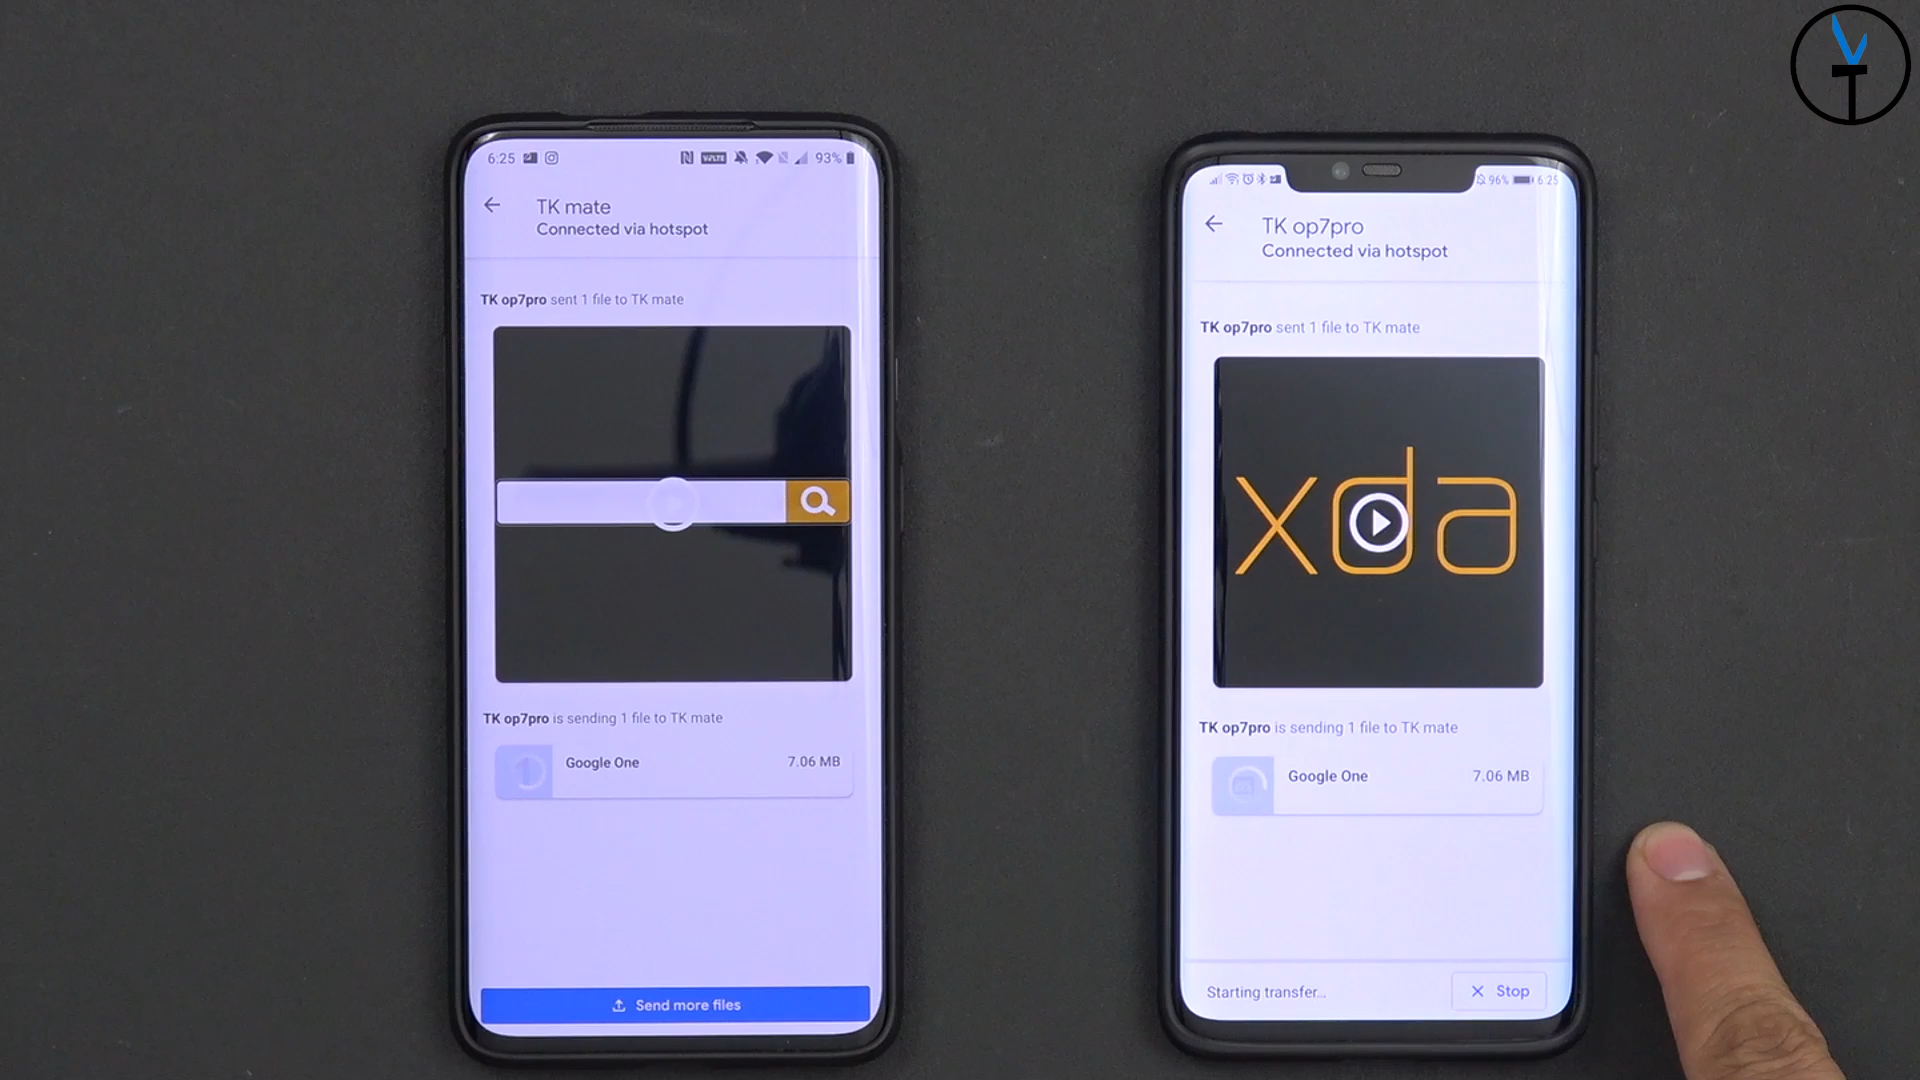 6:25
VoLTE
93%
TK mate
Connected via hotspot
TK op7pro sent 1 file to TK mate
TK op7pro is sending 1 file to TK mate
Google One
7.06 MB
Send more files
96%
6:25
TK op7pro
Connected via hotspot
TK op7pro sent 1 file to TK mate
xda
TK op7pro is sending 1 file to TK mate
Google One
7.06 MB
Starting transfer...
Stop
VT